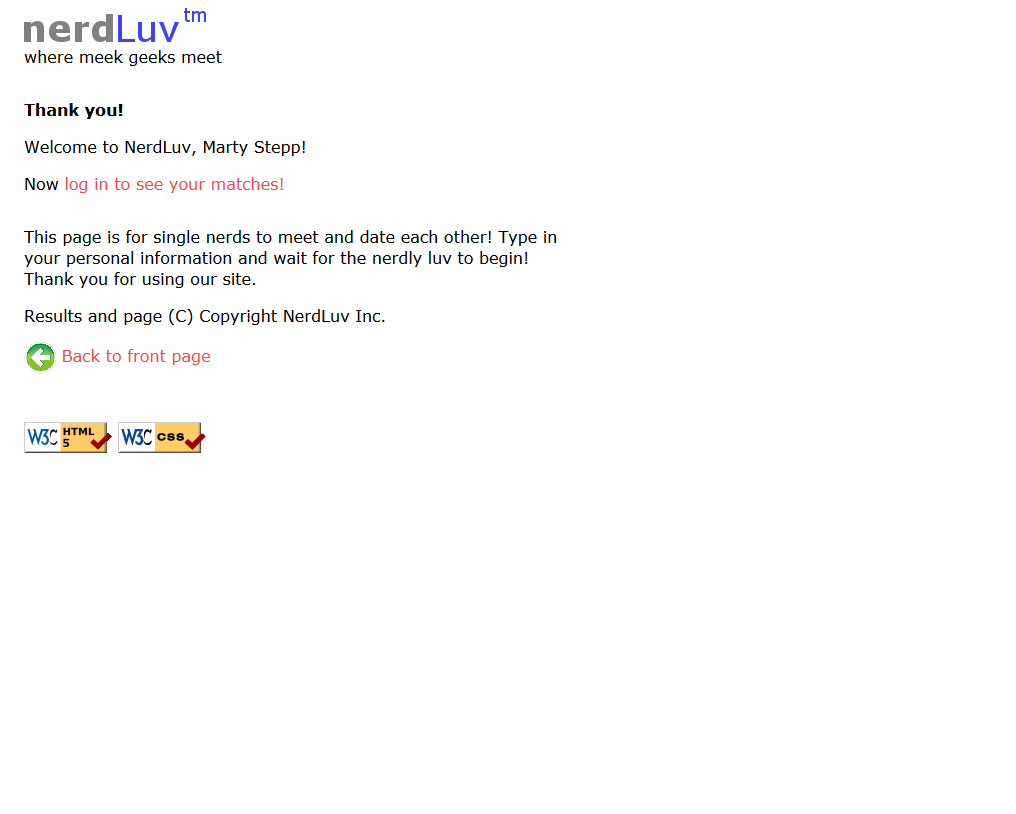 nerdLuv tm
where meek geeks meet
Thank you!
Welcome to NerdLuv, Marty Stepp!
Now log in to see your matches!
This page is for single nerds to meet and date each other! Type in
your personal information and wait for the nerdly luv to begin!
Thank you for using our site.
Results and page (C) Copyright NerdLuv Inc.
Back to front page
W3C HTML 5 W3C css